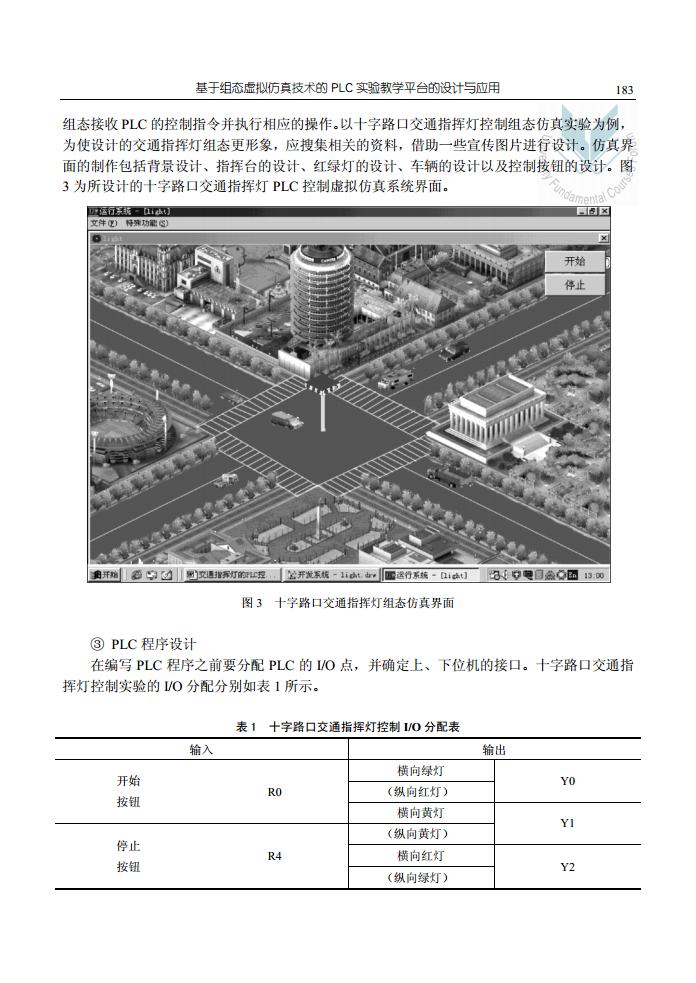 基于组态虚拟仿真技术的 PLC 实验教学平台的设计与应用
183
组态接收 PLC 的控制指令并执行相应的操作。以十字路口交通指挥灯控制组态仿真实验为例，
为使设计的交通指挥灯组态更形象，应搜集相关的资料，借助一些宣传图片进行设计。仿真界
面的制作包括背景设计、指挥台的设计、红绿灯的设计、车辆的设计以及控制按钮的设计。图
3 为所设计的十字路口交通指挥灯 PLC 控制虚拟仿真系统界面。
运行系统 - [light]
文件(F) 特殊功能(S)
light
开始
停止
开始
交通指挥灯的PLC控...
开发系统 - light.drw
运行系统 - [light]
En
13:00
图 3 十字路口交通指挥灯组态仿真界面
③ PLC 程序设计
在编写 PLC 程序之前要分配 PLC 的 I/O 点，并确定上、下位机的接口。十字路口交通指
挥灯控制实验的 I/O 分配分别如表 1 所示。
表 1 十字路口交通指挥灯控制 I/O 分配表
输入
输出
开始
按钮
R0
横向绿灯
（纵向红灯）
Y0
横向黄灯
（纵向黄灯）
Y1
停止
按钮
R4
横向红灯
（纵向绿灯）
Y2